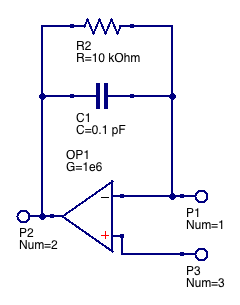 R2
R=10 kOhm
C1
C=0.1 pF
OP1
G=1e6
−
+
P1
Num=1
P2
Num=2
P3
Num=3